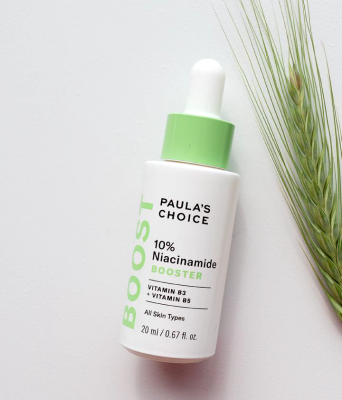 BOOST
PAULA'S
CHOICE
10%
Niacinamide
BOOSTER
VITAMIN B3
+ VITAMIN B5
All Skin Types
20 ml / 0.67 fl. oz.